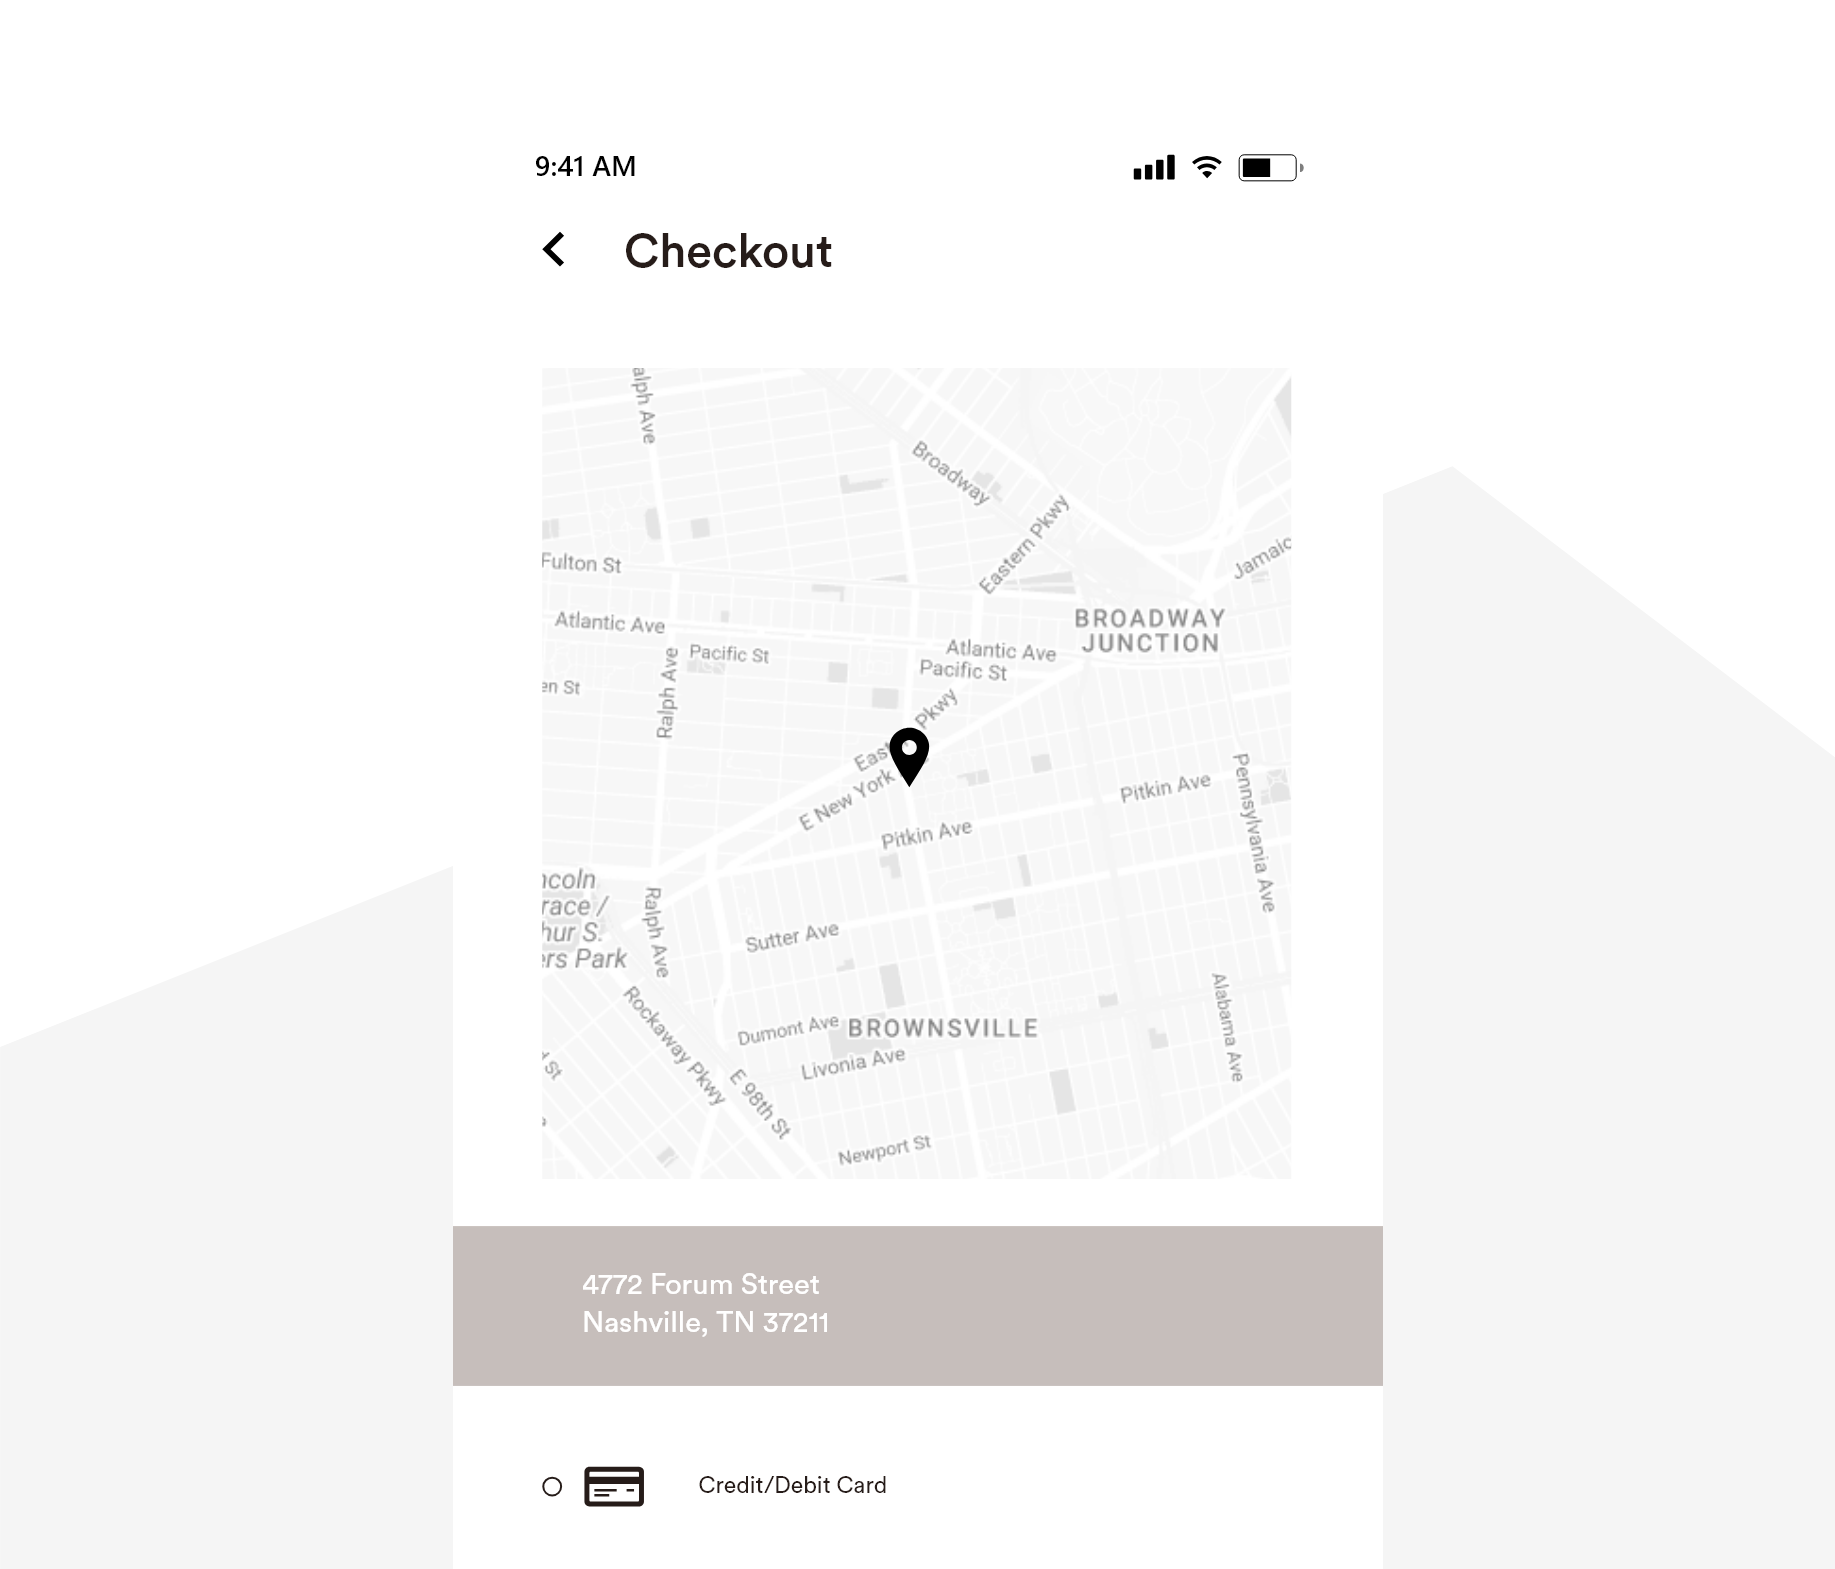 9:41 AM
Checkout
alph Ave
Broadway
Eastern Pkwy
Fulton St
Jamaic
Atlantic Ave
BROADWAY
JUNCTION
Pacific St
Atlantic Ave
Pacific St
en St
Ralph Ave
Pkwy
East
E New York
Pitkin Ave
Pennsylvania Ave
Pitkin Ave
ncoln
race /
hur S.
ers Park
Ralph Ave
Sutter Ave
Rockaway Pkwy
Alabama Ave
Dumont Ave
BROWNSVILLE
Livonia Ave
St
E 98th St
Newport St
4772 Forum Street
Nashville, TN 37211
Credit/Debit Card